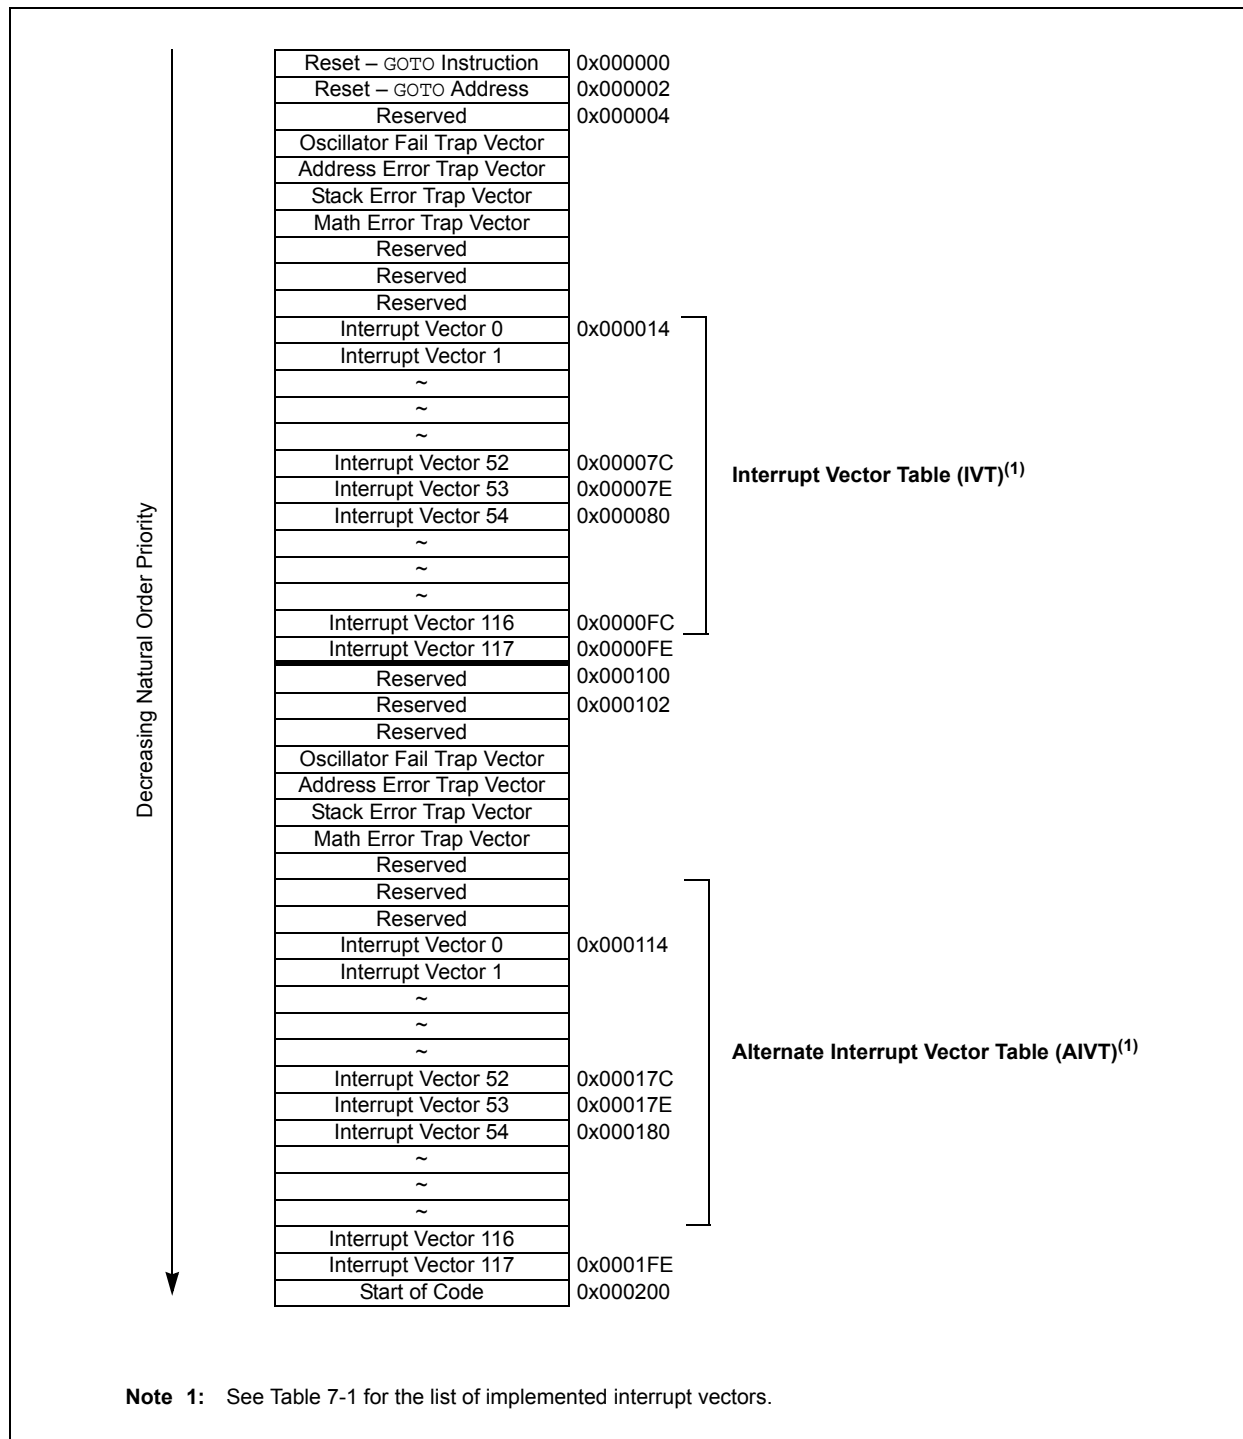 Reset – GOTO Instruction 0x000000
Reset – GOTO Address 0x000002
Reserved 0x000004
Oscillator Fail Trap Vector
Address Error Trap Vector
Stack Error Trap Vector
Math Error Trap Vector
Reserved
Reserved
Reserved
Interrupt Vector 0 0x000014
Interrupt Vector 1
~
~
~
Interrupt Vector 52 0x00007C
Interrupt Vector 53 0x00007E
Interrupt Vector 54 0x000080
~
~
~
Interrupt Vector 116 0x0000FC
Interrupt Vector 117 0x0000FE
Interrupt Vector Table (IVT)(1)
Decreasing Natural Order Priority
Reserved 0x000100
Reserved 0x000102
Reserved
Oscillator Fail Trap Vector
Address Error Trap Vector
Stack Error Trap Vector
Math Error Trap Vector
Reserved
Reserved
Reserved
Interrupt Vector 0 0x000114
Interrupt Vector 1
~
~
~
Interrupt Vector 52 0x00017C
Interrupt Vector 53 0x00017E
Interrupt Vector 54 0x000180
~
~
~
Interrupt Vector 116
Interrupt Vector 117 0x0001FE
Start of Code 0x000200
Alternate Interrupt Vector Table (AIVT)(1)
Note 1: See Table 7-1 for the list of implemented interrupt vectors.